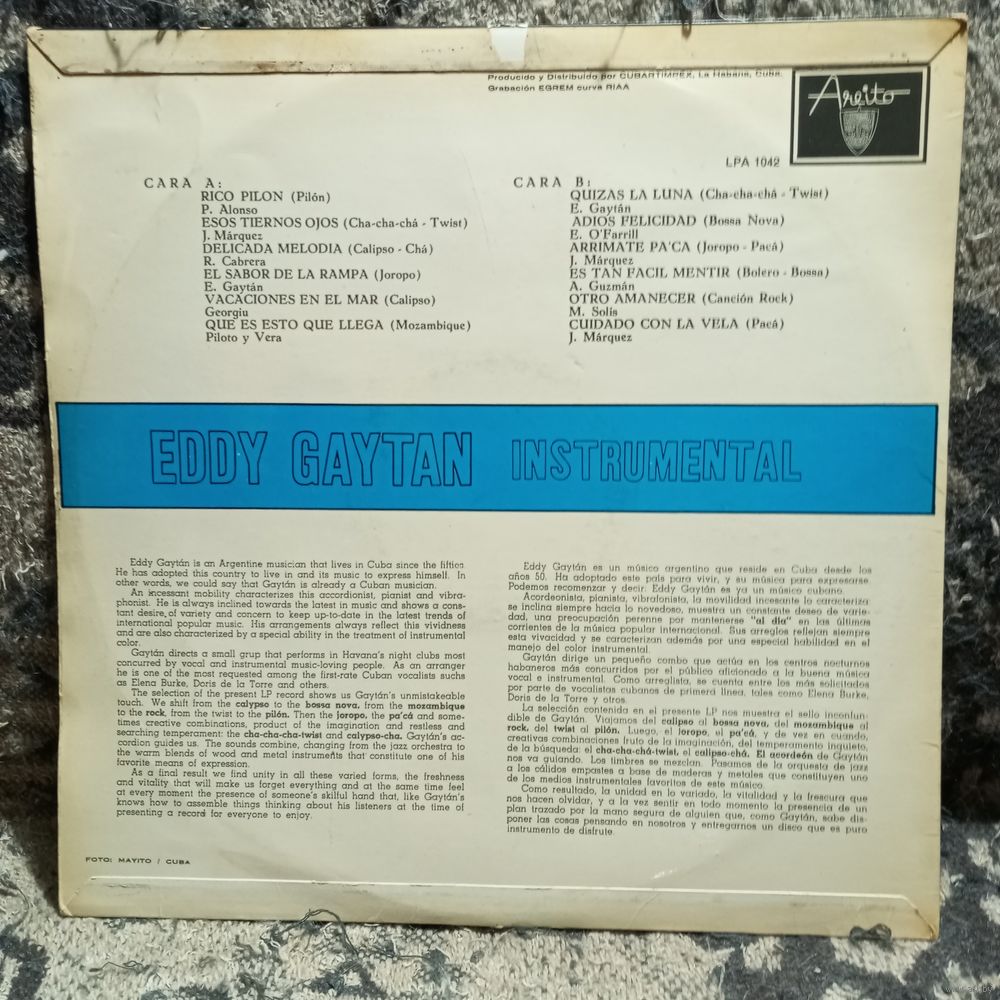 Producido y Distribuido por CUBARTIMPEX, La Habana, Cuba.
Grabación EGREM curva RIAA
Areito
LPA 1042
CARA A:
RICO PILON (Pilón)
P. Alonso
ESOS TIERNOS OJOS (Cha-cha-chá - Twist)
J. Márquez
DELICADA MELODIA (Calipso - Chá)
R. Cabrera
EL SABOR DE LA RAMPA (Joropo)
E. Gaytán
VACACIONES EN EL MAR (Calipso)
Georgiu
QUE ES ESTO QUE LLEGA (Mozambique)
Piloto y Vera
CARA B:
QUIZAS LA LUNA (Cha-cha-chá - Twist)
E. Gaytán
ADIOS FELICIDAD (Bossa Nova)
E. O'Farrill
ARRIMATE PA'CA (Joropo - Pacá)
J. Márquez
ES TAN FACIL MENTIR (Bolero - Bossa)
A. Guzmán
OTRO AMANECER (Canción Rock)
M. Solís
CUIDADO CON LA VELA (Pacá)
J. Márquez
EDDY GAYTAN INSTRUMENTAL
Eddy Gaytán is an Argentine musician that lives in Cuba since the fifties.
He has adopted this country to live in and its music to express himself. In
other words, we could say that Gaytán is already a Cuban musician.
An incessant mobility characterizes this accordionist, pianist and vibra-
phonist. He is always inclined towards the latest in music and shows a cons-
tant desire, of variety and concern to keep up-to-date in the latest trends of
international popular music. His arrangements always reflect this vividness
and are also characterized by a special ability in the treatment of instrumental
color.
Gaytán directs a small grup that performs in Havana's night clubs most
concurred by vocal and instrumental music-loving people. As an arranger
he is one of the most requested among the first-rate Cuban vocalists suchs
as Elena Burke, Doris de la Torre and others.
The selection of the present LP record shows us Gaytán's unmistakeable
touch. We shift from the calypso to the bossa nova, from the mozambique
to the rock, from the twist to the pilón. Then the joropo, the pa'cá and some-
times creative combinations, product of the imagination and restless and
searching temperament: the cha-cha-cha-twist and calypso-cha. Gaytán's ac-
cordion guides us. The sounds combine, changing from the jazz orchestra to
the warm blends of wood and metal instruments that constitute one of his
favorite means of expression.
As a final result we find unity in all these varied forms, the freshness
and vitality that will make us forget everything and at the same time feel
at every moment the presence of someone's skilful hand that, like Gaytán's
knows how to assemble things thinking about his listeners at the time of
presenting a record for everyone to enjoy.
Eddy Gaytán es un músico argentino que reside en Cuba desde los
años 50. Ha adoptado este país para vivir, y su música para expresarse.
Podemos recomenzar y decir: Eddy Gaytán es ya un músico cubano.
Acordeonista, pianista, vibrafonista, la movilidad incesante lo caracteriza:
se inclina siempre hacia lo novedoso, muestra un constante deseo de varie-
dad, una preocupación perenne por mantenerse "al día" en las últimas
corrientes de la música popular internacional. Sus arreglos reflejan siempre
esta vivacidad y se caracterizan además por una especial habilidad en el
manejo del color instrumental.
Gaytán dirige un pequeño combo que actúa en los centros nocturnos
habaneros más concurridos por el público aficionado a la buena música
vocal e instrumental. Como arreglista, se cuenta entre los más solicitados
por parte de vocalistas cubanos de primera línea, tales como Elena Burke,
Doris de la Torre y otros.
La selección contenida en el presente LP nos muestra el sello inconfun-
dible de Gaytán. Viajamos del calipso al bossa nova, del mozambique al
rock, del twist al pilón. Luego, el joropo, el pa'cá, y de vez en cuando,
creativas combinaciones fruto de la imaginación, del temperamento inquieto,
de la búsqueda: el cha-cha-chá-twist, el calipso-chá. El acordeón de Gaytán
nos va guiando. Los timbres se mezclan. Pasamos de la orquesta de jazz
a los cálidos empastes a base de maderas y metales que constituyen uno
de los medios instrumentales favoritos de este músico.
Como resultado, la unidad en lo variado, la vitalidad y la frescura que
nos hacen olvidar, y a la vez sentir en todo momento la presencia de un
plan trazado por la mano segura de alguien que, como Gaytán, sabe dis-
poner las cosas pensando en nosotros y entregarnos un disco que es puro
instrumento de disfrute.
FOTO: MAYITO / CUBA